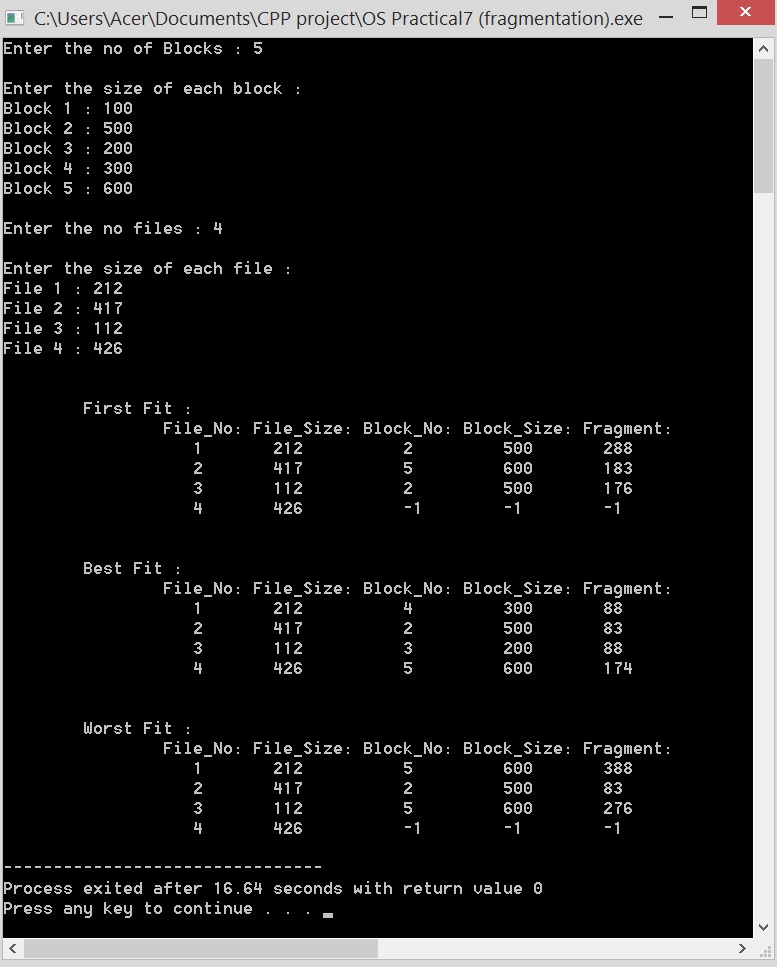 C:\Users\Acer\Documents\CPP project\OS Practical7 (fragmentation).exe
Enter the no of Blocks : 5
Enter the size of each block :
Block 1 : 100
Block 2 : 500
Block 3 : 200
Block 4 : 300
Block 5 : 600
Enter the no files : 4
Enter the size of each file :
File 1 : 212
File 2 : 417
File 3 : 112
File 4 : 426
First Fit :
File_No: File_Size: Block_No: Block_Size: Fragment:
1 212 2 500 288
2 417 5 600 183
3 112 2 500 176
4 426 -1 -1 -1
Best Fit :
File_No: File_Size: Block_No: Block_Size: Fragment:
1 212 4 300 88
2 417 2 500 83
3 112 3 200 88
4 426 5 600 174
Worst Fit :
File_No: File_Size: Block_No: Block_Size: Fragment:
1 212 5 600 388
2 417 2 500 83
3 112 5 600 276
4 426 -1 -1 -1
--------------------------------
Process exited after 16.64 seconds with return value 0
Press any key to continue . . .